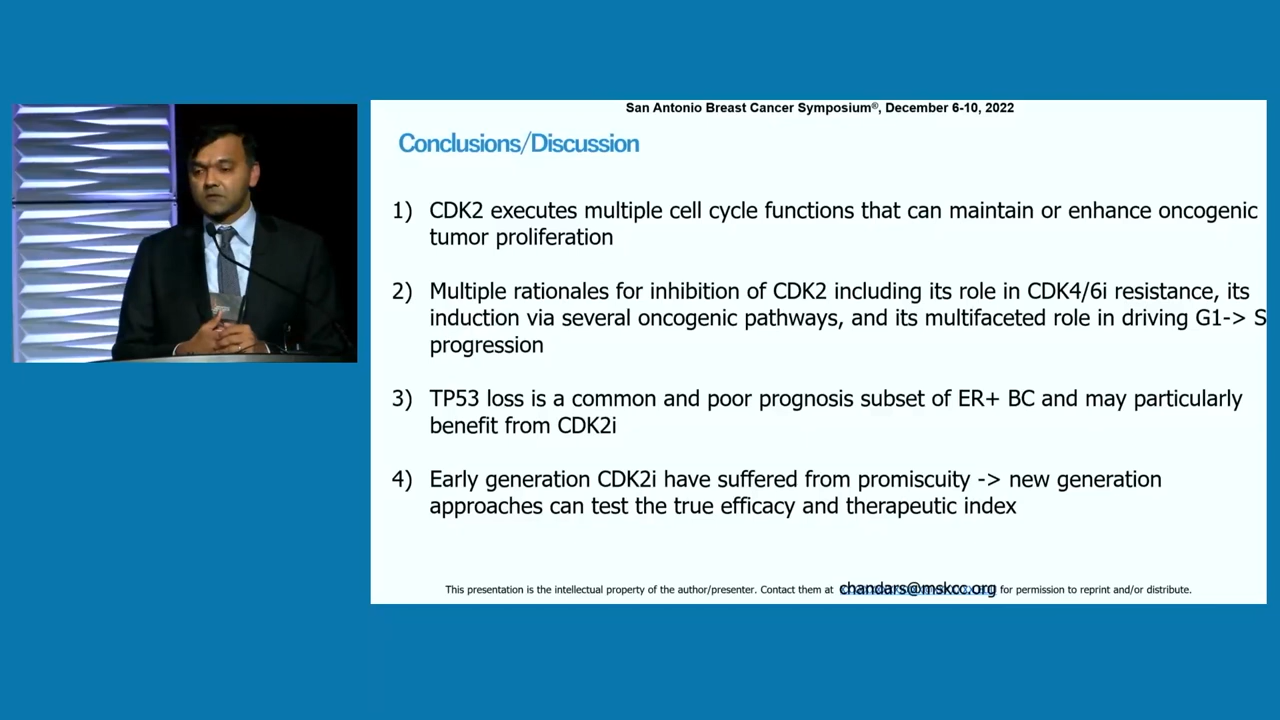 San Antonio Breast Cancer Symposium®, December 6-10, 2022
Conclusions/Discussion
1) CDK2 executes multiple cell cycle functions that can maintain or enhance oncogenic
tumor proliferation
2) Multiple rationales for inhibition of CDK2 including its role in CDK4/6i resistance, its
induction via several oncogenic pathways, and its multifaceted role in driving G1-> S
progression
3) TP53 loss is a common and poor prognosis subset of ER+ BC and may particularly
benefit from CDK2i
4) Early generation CDK2i have suffered from promiscuity -> new generation
approaches can test the true efficacy and therapeutic index
This presentation is the intellectual property of the author/presenter. Contact them at chandars@mskcc.org for permission to reprint and/or distribute.